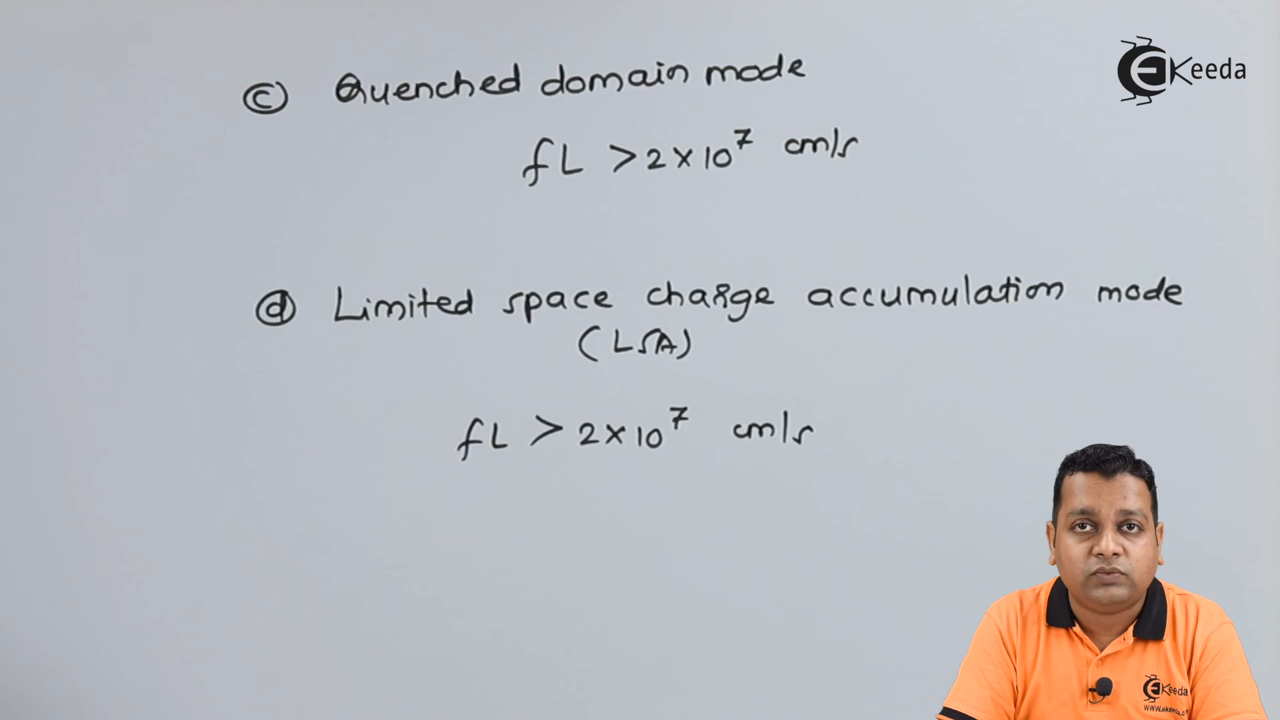 EKeeda
ⓒ Quenched domain mode
fL > 2 × 10⁷ cm/s
ⓓ Limited space charge accumulation mode
(LSA)
fL > 2 × 10⁷ cm/s
EKeeda